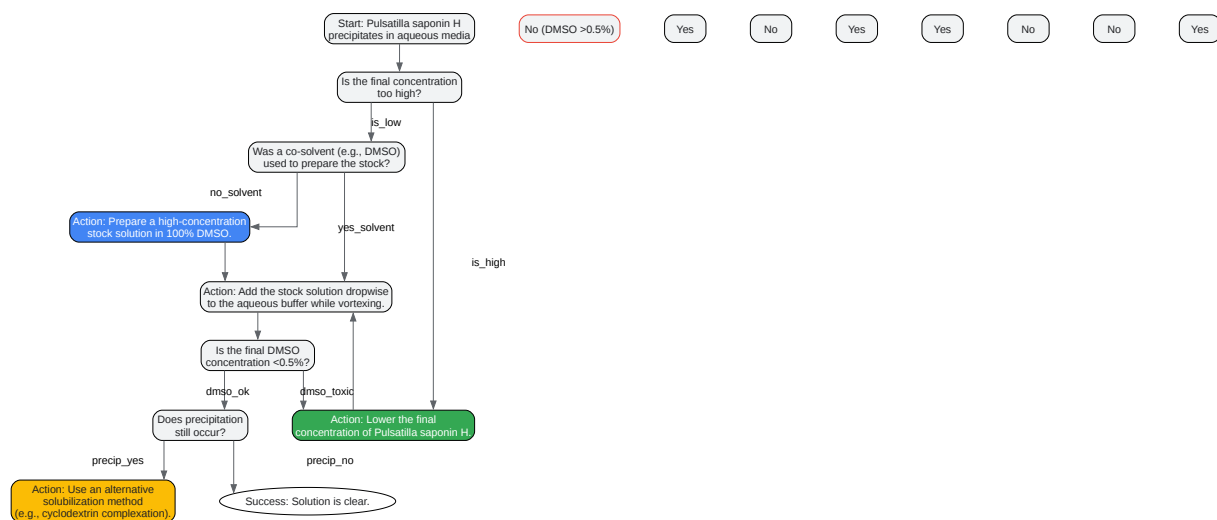 Start: Pulsatilla saponin H
precipitates in aqueous media
No (DMSO >0.5%)
Yes
No
Yes
Yes
No
No
Yes
Is the final concentration
too high?
is_low
Was a co-solvent (e.g., DMSO)
used to prepare the stock?
no_solvent
Action: Prepare a high-concentration
stock solution in 100% DMSO.
yes_solvent
is_high
Action: Add the stock solution dropwise
to the aqueous buffer while vortexing.
Is the final DMSO
concentration <0.5%?
dmso_ok
dmso_toxic
Does precipitation
still occur?
Action: Lower the final
concentration of Pulsatilla saponin H.
precip_yes
precip_no
Action: Use an alternative
solubilization method
(e.g., cyclodextrin complexation).
Success: Solution is clear.